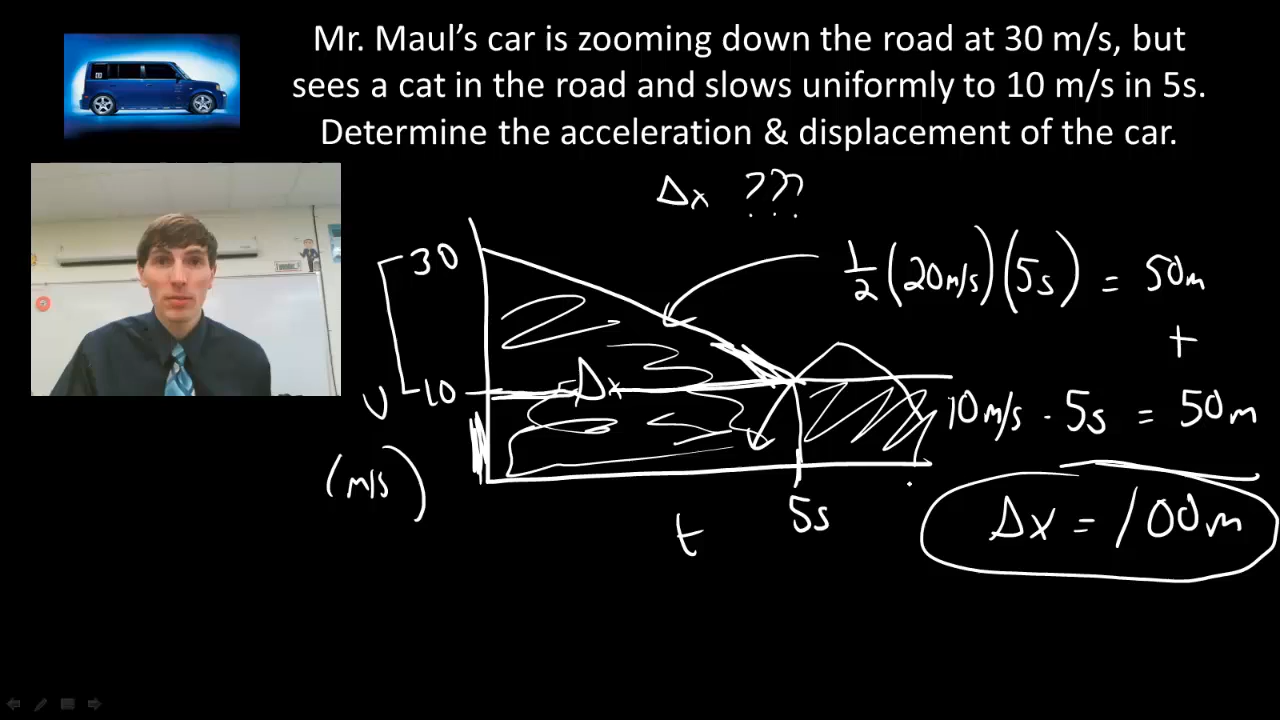 Mr. Maul’s car is zooming down the road at 30 m/s, but
sees a cat in the road and slows uniformly to 10 m/s in 5s.
Determine the acceleration & displacement of the car.
Δx ???
30
½(20m/s)(5s) = 50m
+
Δx
v 10
10m/s · 5s = 50m
(m/s)
5s
t
Δx = 100m